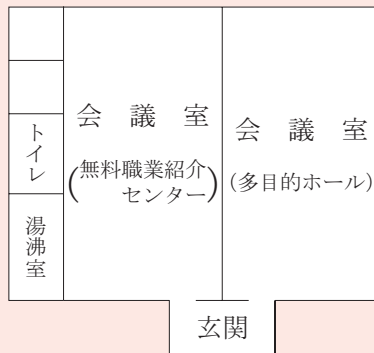 会議室
(無料職業紹介
センター)
会議室
(多目的ホール)
トイレ
湯沸室
玄関